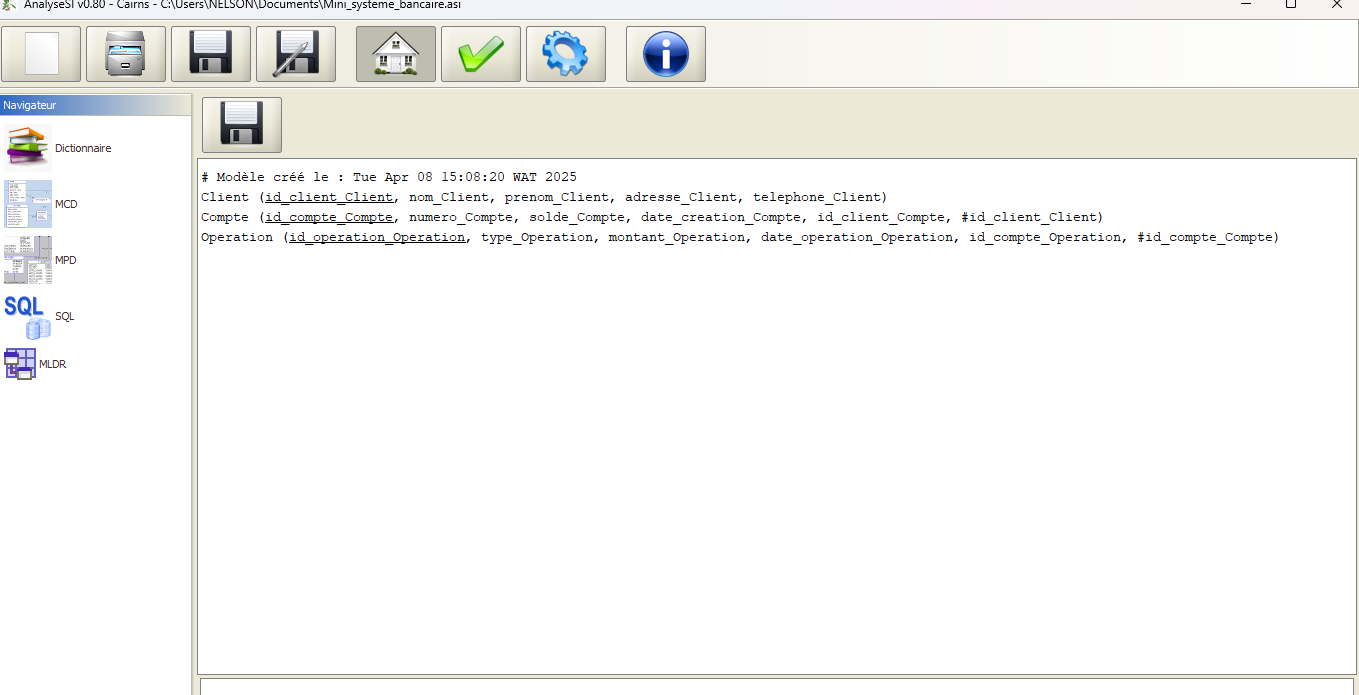 AnalyseSI v0.80 - Cairns - C:\Users\NELSON\Documents\Mini_systeme_bancaire.asi
Navigateur
Dictionnaire
MCD
MPD
SQL
SQL
MLDR
# Modèle créé le : Tue Apr 08 15:08:20 WAT 2025
Client (id_client_Client, nom_Client, prenom_Client, adresse_Client, telephone_Client)
Compte (id_compte_Compte, numero_Compte, solde_Compte, date_creation_Compte, id_client_Compte, #id_client_Client)
Operation (id_operation_Operation, type_Operation, montant_Operation, date_operation_Operation, id_compte_Operation, #id_compte_Compte)